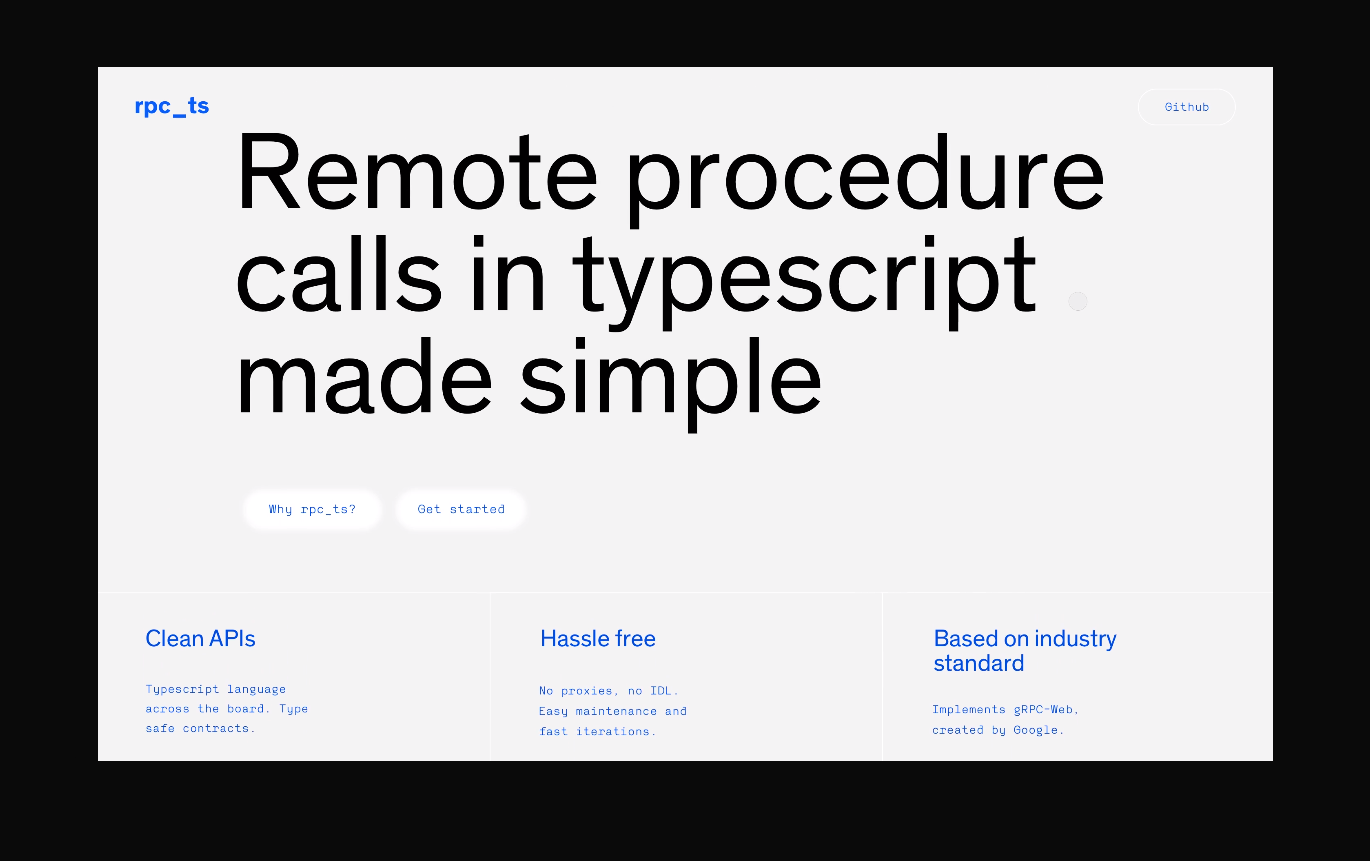 rpc_ts
Github
Remote procedure
calls in typescript
made simple
Why rpc_ts?
Get started
Clean APIs
Typescript language
across the board. Type
safe contracts.
Hassle free
No proxies, no IDL.
Easy maintenance and
fast iterations.
Based on industry
standard
Implements gRPC-Web,
created by Google.